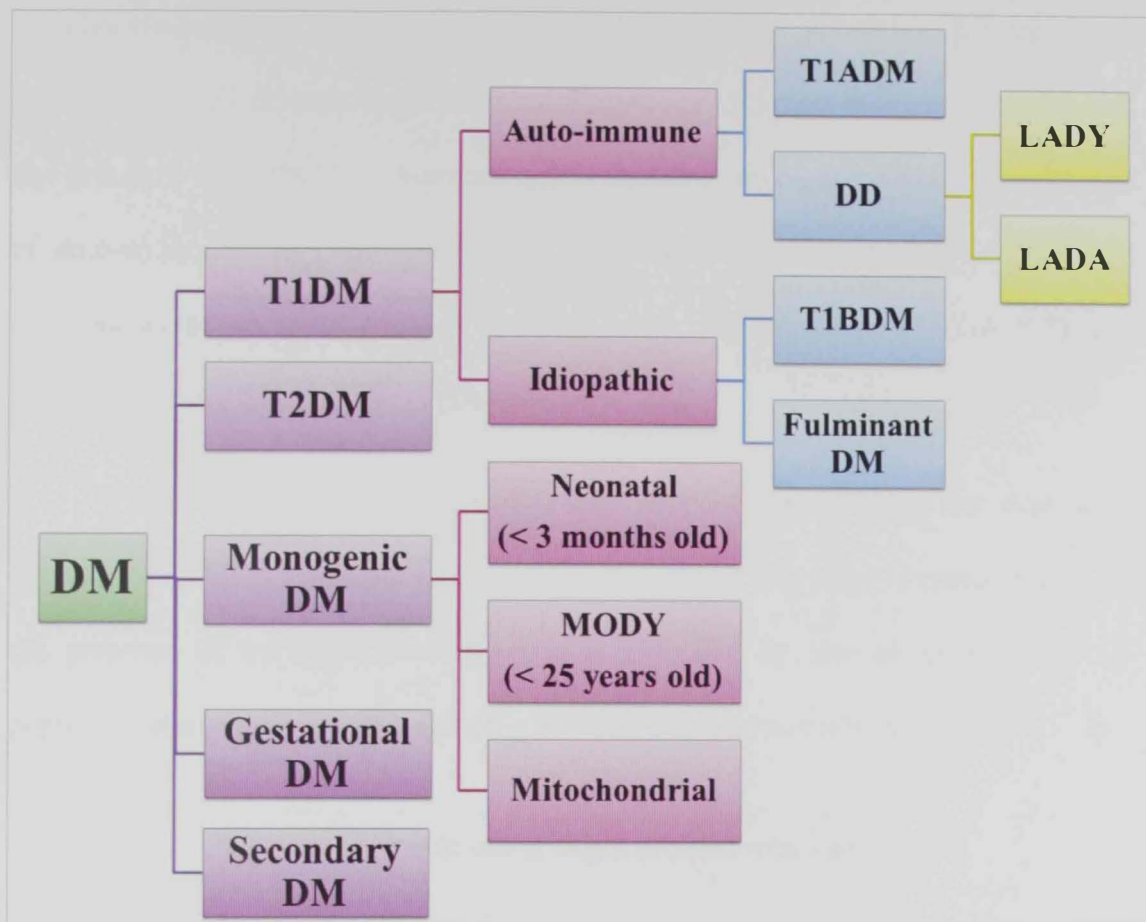 DM
T1DM
T2DM
Monogenic
DM
Gestational
DM
Secondary
DM
Auto-immune
Idiopathic
Neonatal
(< 3 months old)
MODY
(< 25 years old)
Mitochondrial
T1ADM
DD
T1BDM
Fulminant
DM
LADY
LADA